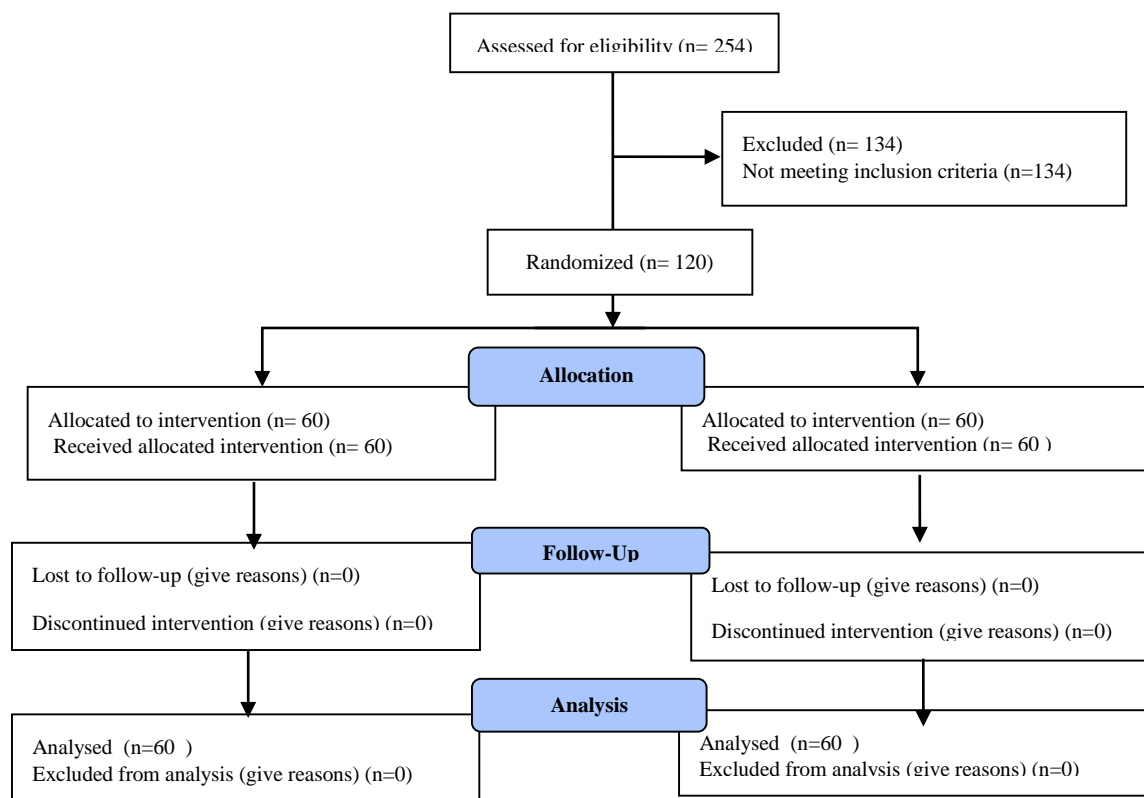 Assessed for eligibility (n= 254)
Excluded (n= 134)
Not meeting inclusion criteria (n=134)
Randomized (n= 120)
Allocation
Allocated to intervention (n= 60)
Received allocated intervention (n= 60)
Allocated to intervention (n= 60)
Received allocated intervention (n= 60 )
Follow-Up
Lost to follow-up (give reasons) (n=0)
Discontinued intervention (give reasons) (n=0)
Lost to follow-up (give reasons) (n=0)
Discontinued intervention (give reasons) (n=0)
Analysis
Analysed (n=60 )
Excluded from analysis (give reasons) (n=0)
Analysed (n=60 )
Excluded from analysis (give reasons) (n=0)